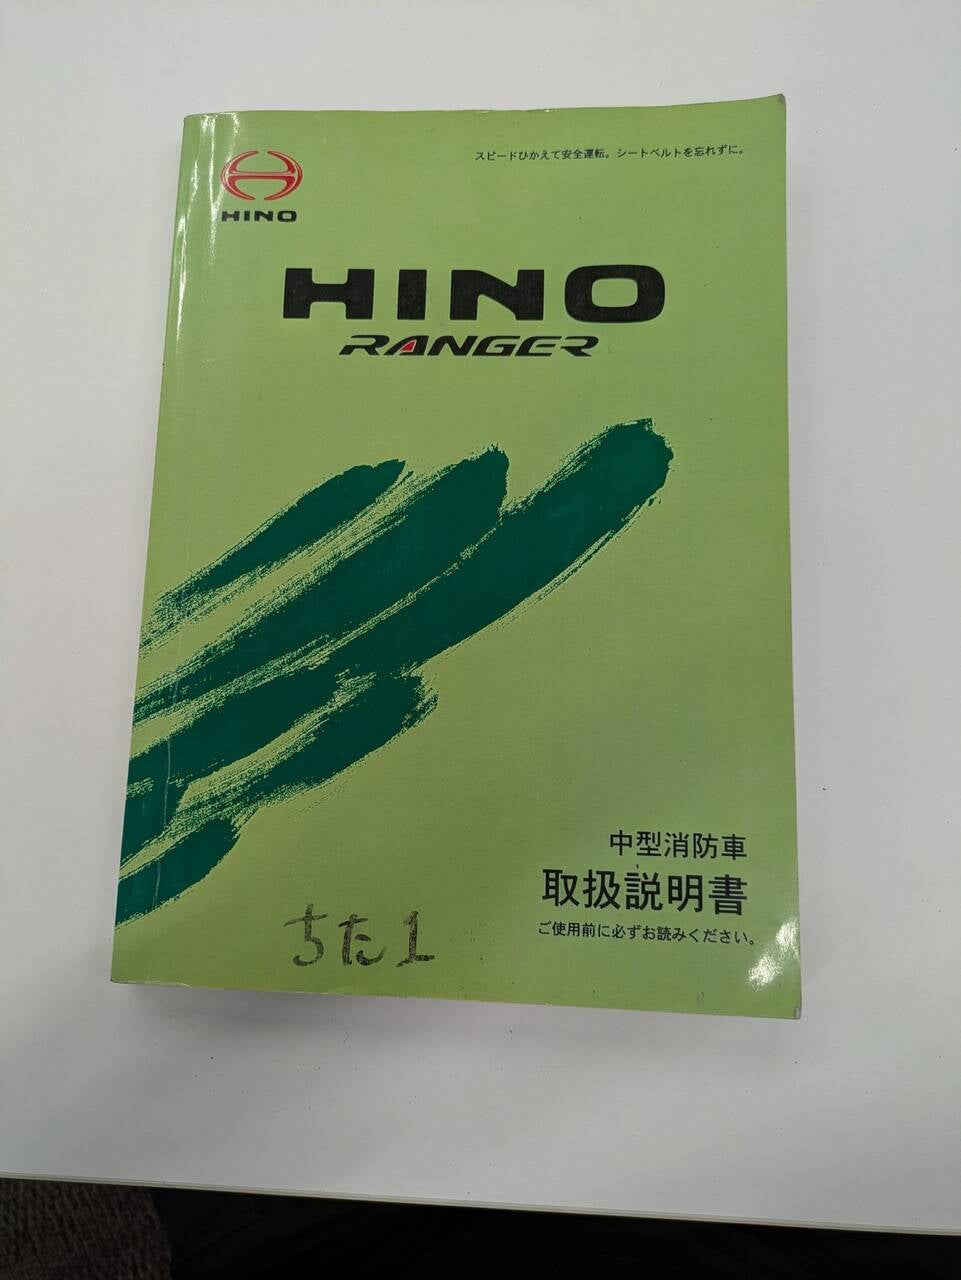 スピードひかえて安全運転。シートベルトを忘れずに。
HINO
HINO
RANGER
中型消防車
取扱説明書
ご使用前に必ずお読みください。
ちた1